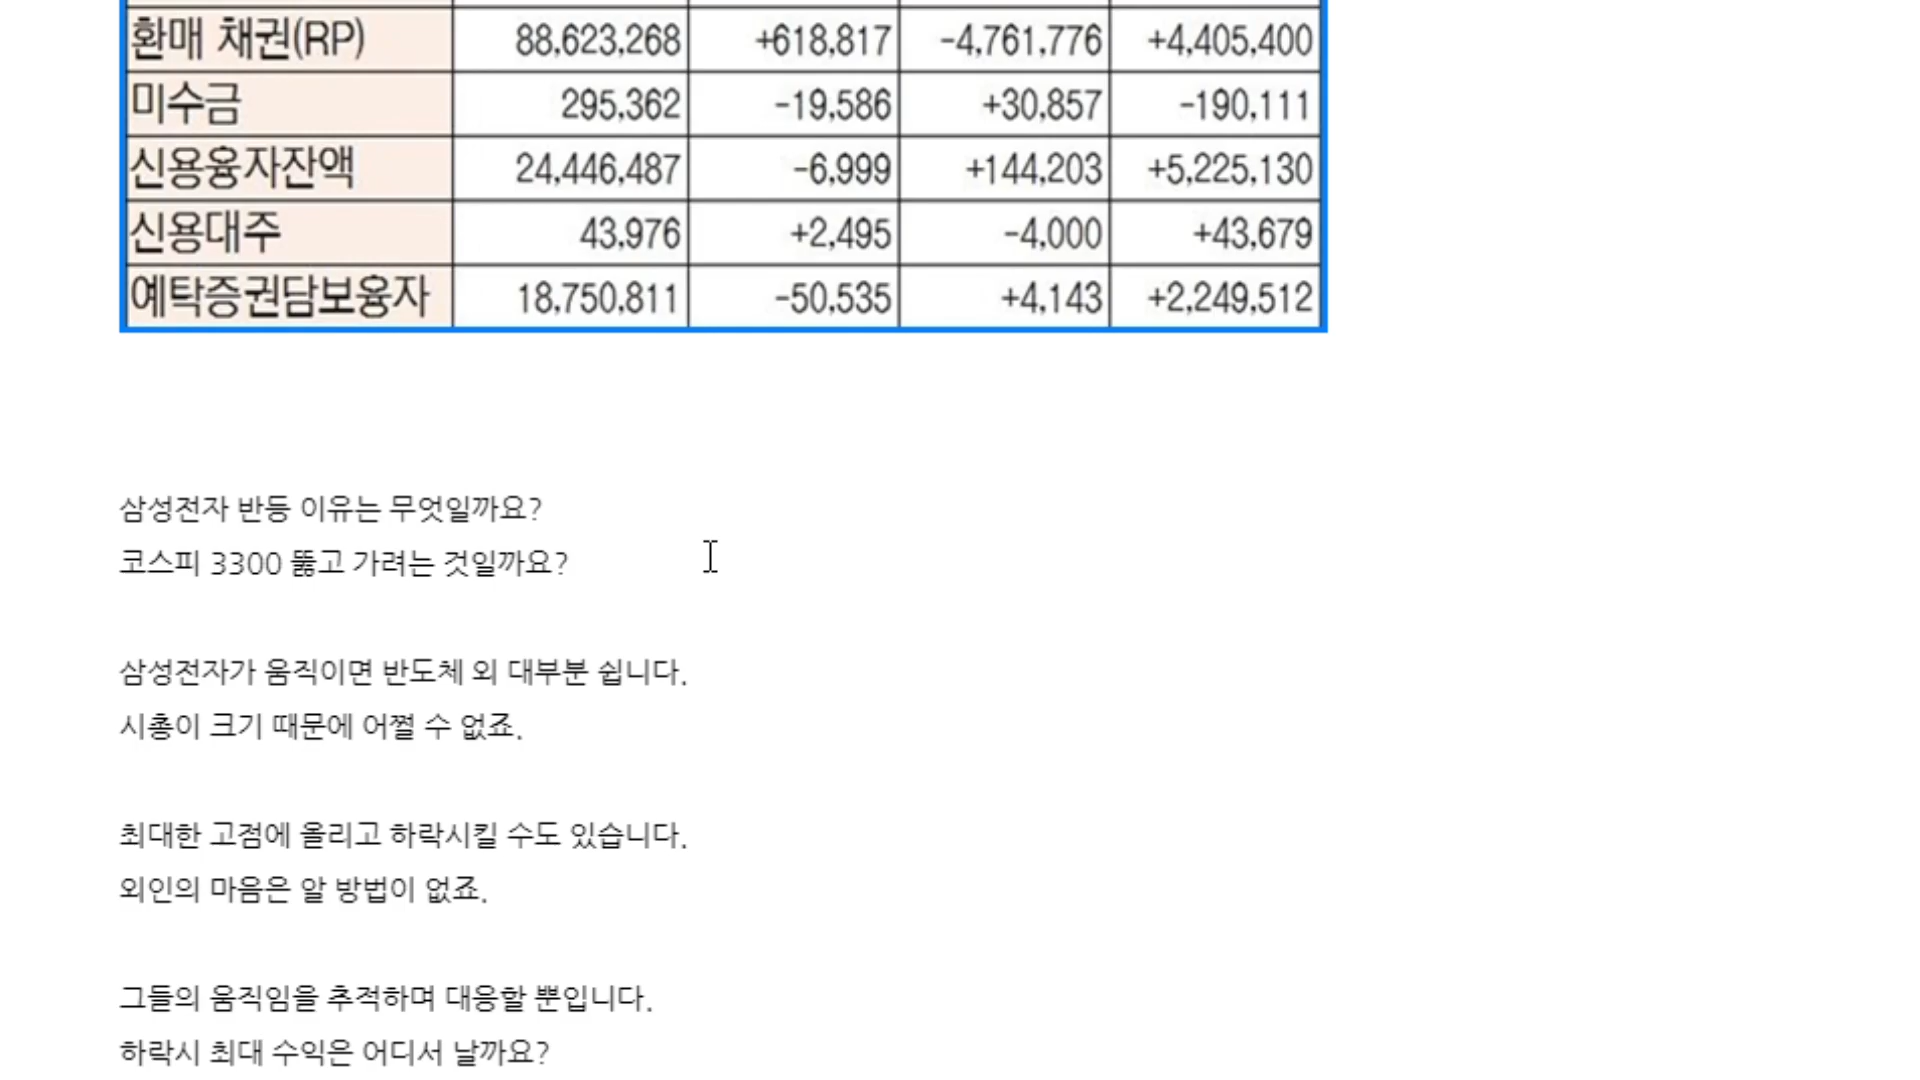 환매 채권(RP) 88,623,268 +618,817 -4,761,776 +4,405,400
미수금 295,362 -19,586 +30,857 -190,111
신용융자잔액 24,446,487 -6,999 +144,203 +5,225,130
신용대주 43,976 +2,495 -4,000 +43,679
예탁증권담보융자 18,750,811 -50,535 +4,143 +2,249,512
삼성전자 반등 이유는 무엇일까요?
코스피 3300 뚫고 가려는 것일까요?
삼성전자가 움직이면 반도체 외 대부분 쉽니다.
시총이 크기 때문에 어쩔 수 없죠.
최대한 고점에 올리고 하락시킬 수도 있습니다.
외인의 마음은 알 방법이 없죠.
그들의 움직임을 추적하며 대응할 뿐입니다.
하락시 최대 수익은 어디서 날까요?